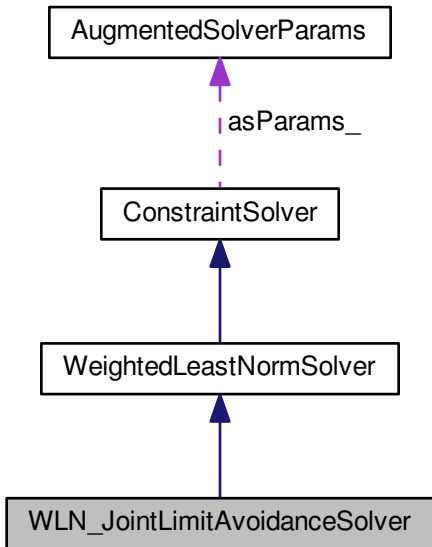 AugmentedSolverParams
asParams_
ConstraintSolver
WeightedLeastNormSolver
WLN_JointLimitAvoidanceSolver